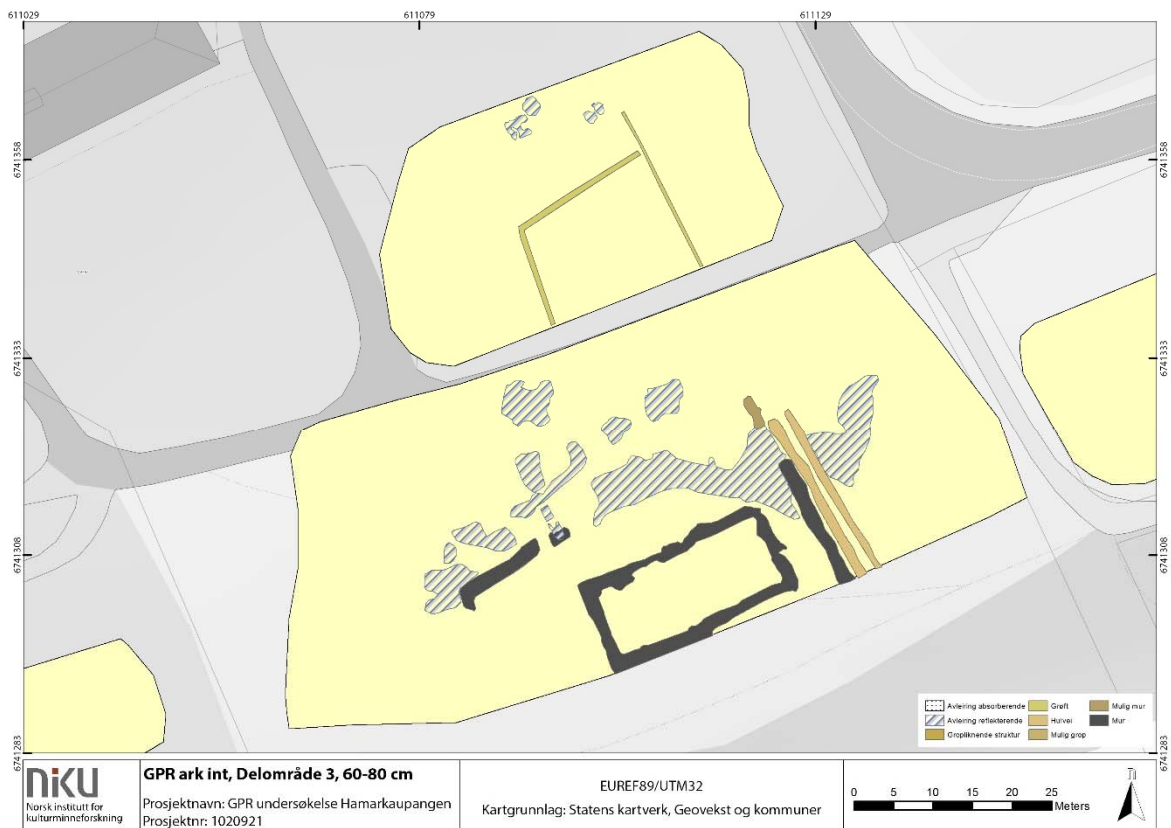 611029 611079 611129
6741358 6741358
6741333 6741333
6741308 6741308
6741283 6741283
Avleiring absorberende Grøft Mulig mur
Avleiring reflekterende Hulvei Mur
Gropliknende struktur Mulig grop
NIKU
Norsk institutt for
kulturminneforskning
GPR ark int, Delområde 3, 60-80 cm
Prosjektnavn: GPR undersøkelse Hamarkaupangen
Prosjektnr: 1020921
EUREF89/UTM32
Kartgrunnlag: Statens kartverk, Geovekst og kommuner
0 5 10 15 20 25
Meters